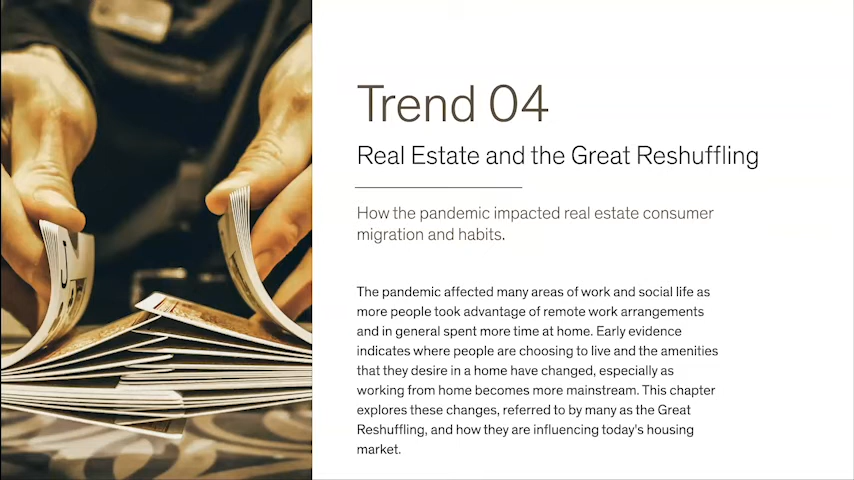 Trend 04
Real Estate and the Great Reshuffling
How the pandemic impacted real estate consumer
migration and habits.
The pandemic affected many areas of work and social life as
more people took advantage of remote work arrangements
and in general spent more time at home. Early evidence
indicates where people are choosing to live and the amenities
that they desire in a home have changed, especially as
working from home becomes more mainstream. This chapter
explores these changes, referred to by many as the Great
Reshuffling, and how they are influencing today's housing
market.
J